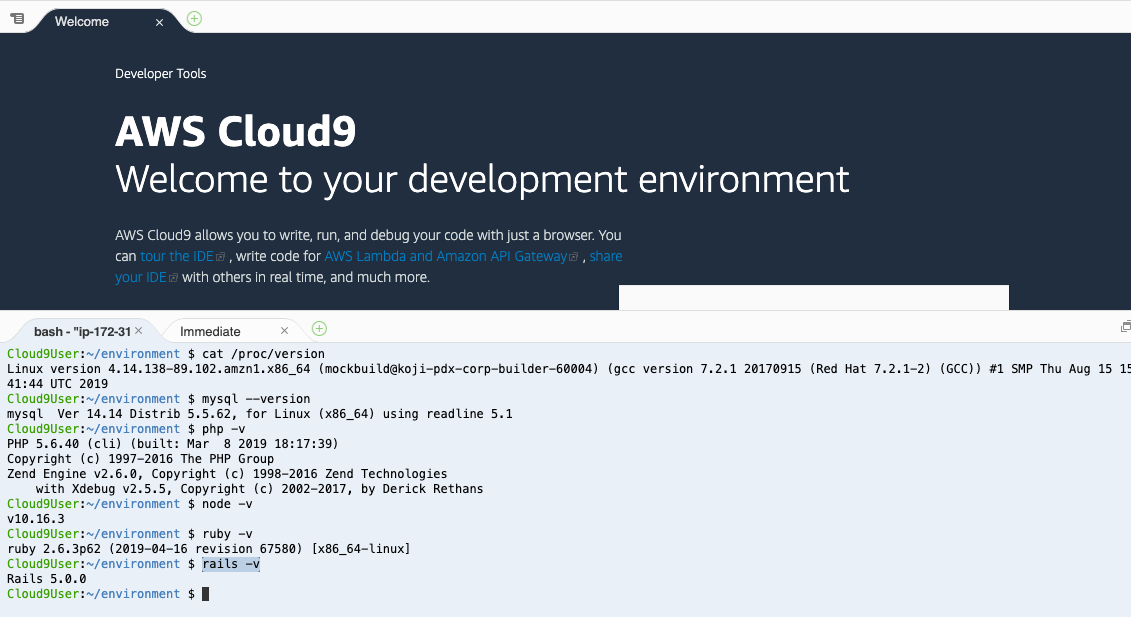 Welcome
Developer Tools
AWS Cloud9
Welcome to your development environment
AWS Cloud9 allows you to write, run, and debug your code with just a browser. You
can tour the IDE , write code for AWS Lambda and Amazon API Gateway , share
your IDE with others in real time, and much more.
bash - "ip-172-31 Immediate
Cloud9User:~/environment $ cat /proc/version
Linux version 4.14.138-89.102.amzn1.x86_64 (mockbuild@koji-pdx-corp-builder-60004) (gcc version 7.2.1 20170915 (Red Hat 7.2.1-2) (GCC)) #1 SMP Thu Aug 15 15
41:44 UTC 2019
Cloud9User:~/environment $ mysql --version
mysql  Ver 14.14 Distrib 5.5.62, for Linux (x86_64) using readline 5.1
Cloud9User:~/environment $ php -v
PHP 5.6.40 (cli) (built: Mar  8 2019 18:17:39)
Copyright (c) 1997-2016 The PHP Group
Zend Engine v2.6.0, Copyright (c) 1998-2016 Zend Technologies
    with Xdebug v2.5.5, Copyright (c) 2002-2017, by Derick Rethans
Cloud9User:~/environment $ node -v
v10.16.3
Cloud9User:~/environment $ ruby -v
ruby 2.6.3p62 (2019-04-16 revision 67580) [x86_64-linux]
Cloud9User:~/environment $ rails -v
Rails 5.0.0
Cloud9User:~/environment $